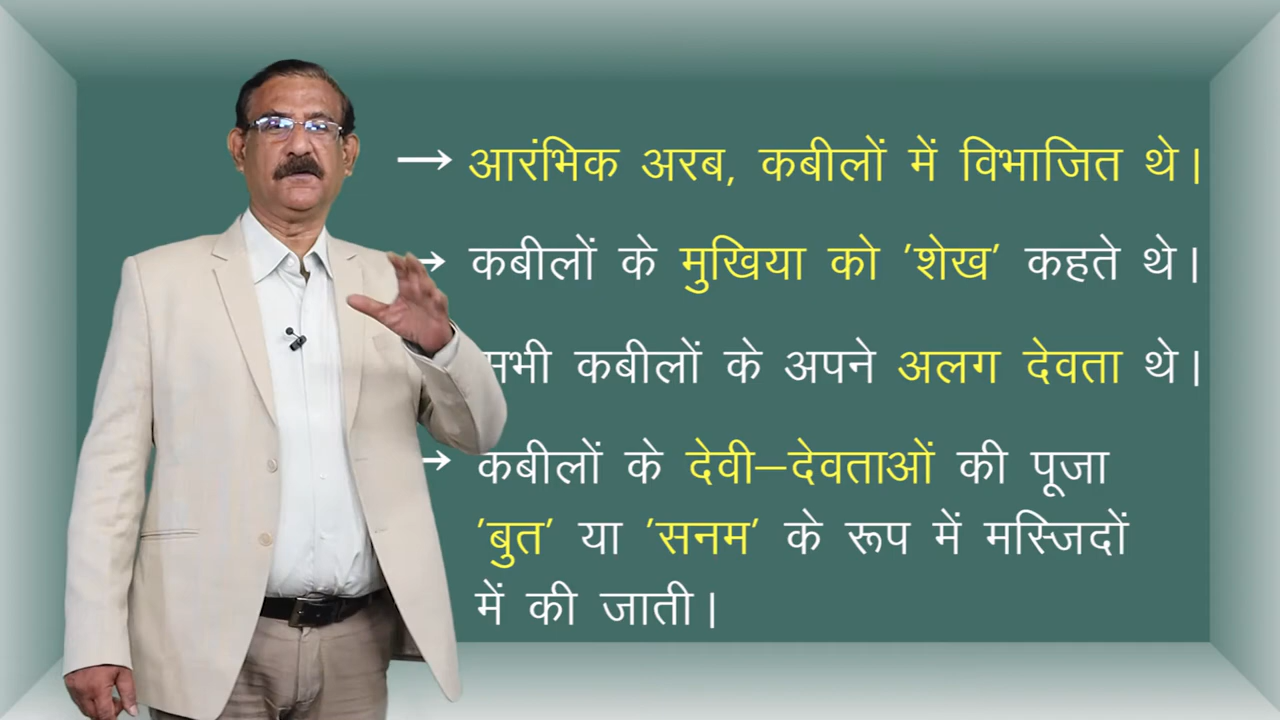 → आरंभिक अरब, कबीलों में विभाजित थे।
→ कबीलों के मुखिया को 'शेख' कहते थे।
सभी कबीलों के अपने अलग देवता थे।
→ कबीलों के देवी–देवताओं की पूजा
'बुत' या 'सनम' के रूप में मस्जिदों
में की जाती।